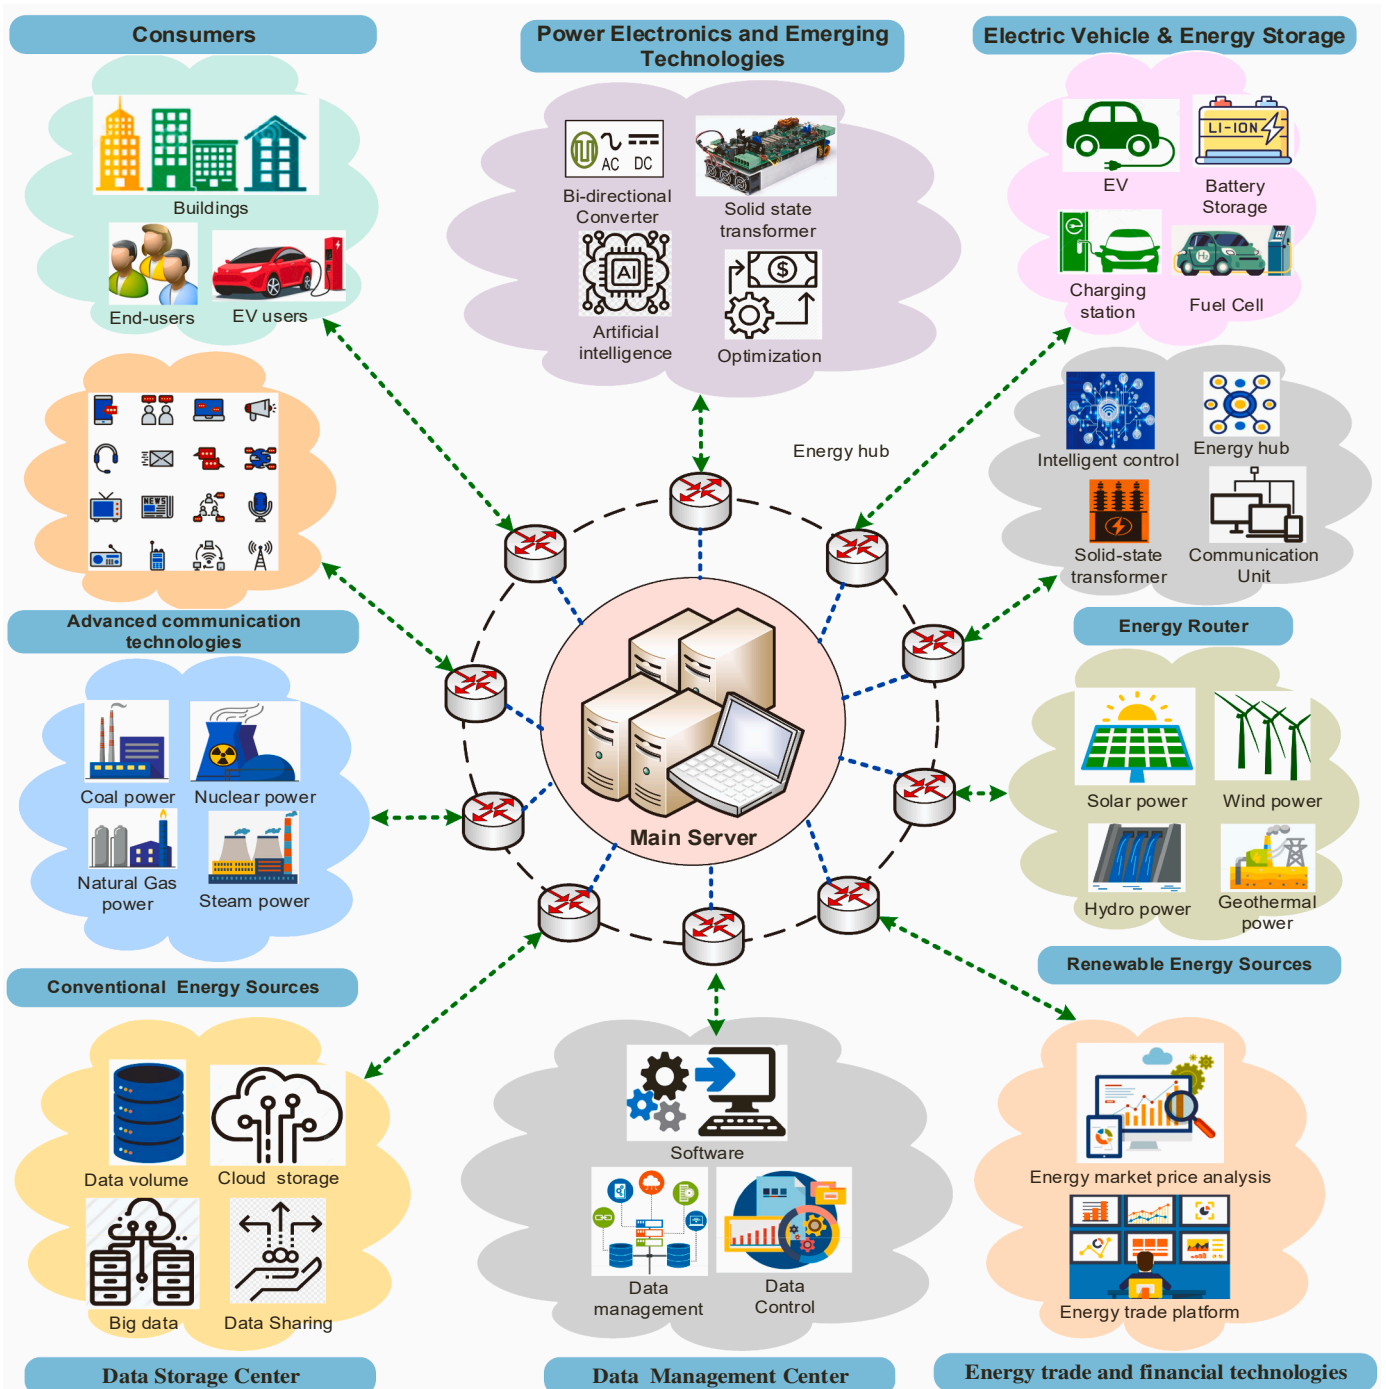 Consumers
Power Electronics and Emerging
Technologies
Electric Vehicle & Energy Storage
Buildings
End-users
EV users
AC
DC
Bi-directional
Converter
Solid state
transformer
AI
$
Artificial
intelligence
Optimization
LI-ION
EV
Battery
Storage
H2
Charging
station
Fuel Cell
NEWS
Advanced communication
technologies
Energy hub
Intelligent control
Energy hub
Solid-state
transformer
Communication
Unit
Energy Router
Coal power
Nuclear power
Natural Gas
power
Steam power
Conventional Energy Sources
Main Server
Solar power
Wind power
Hydro power
Geothermal
power
Renewable Energy Sources
Data volume
Cloud storage
Big data
Data Sharing
Data Storage Center
Software
Data
management
Data
Control
Data Management Center
Energy market price analysis
Energy trade platform
Energy trade and financial technologies